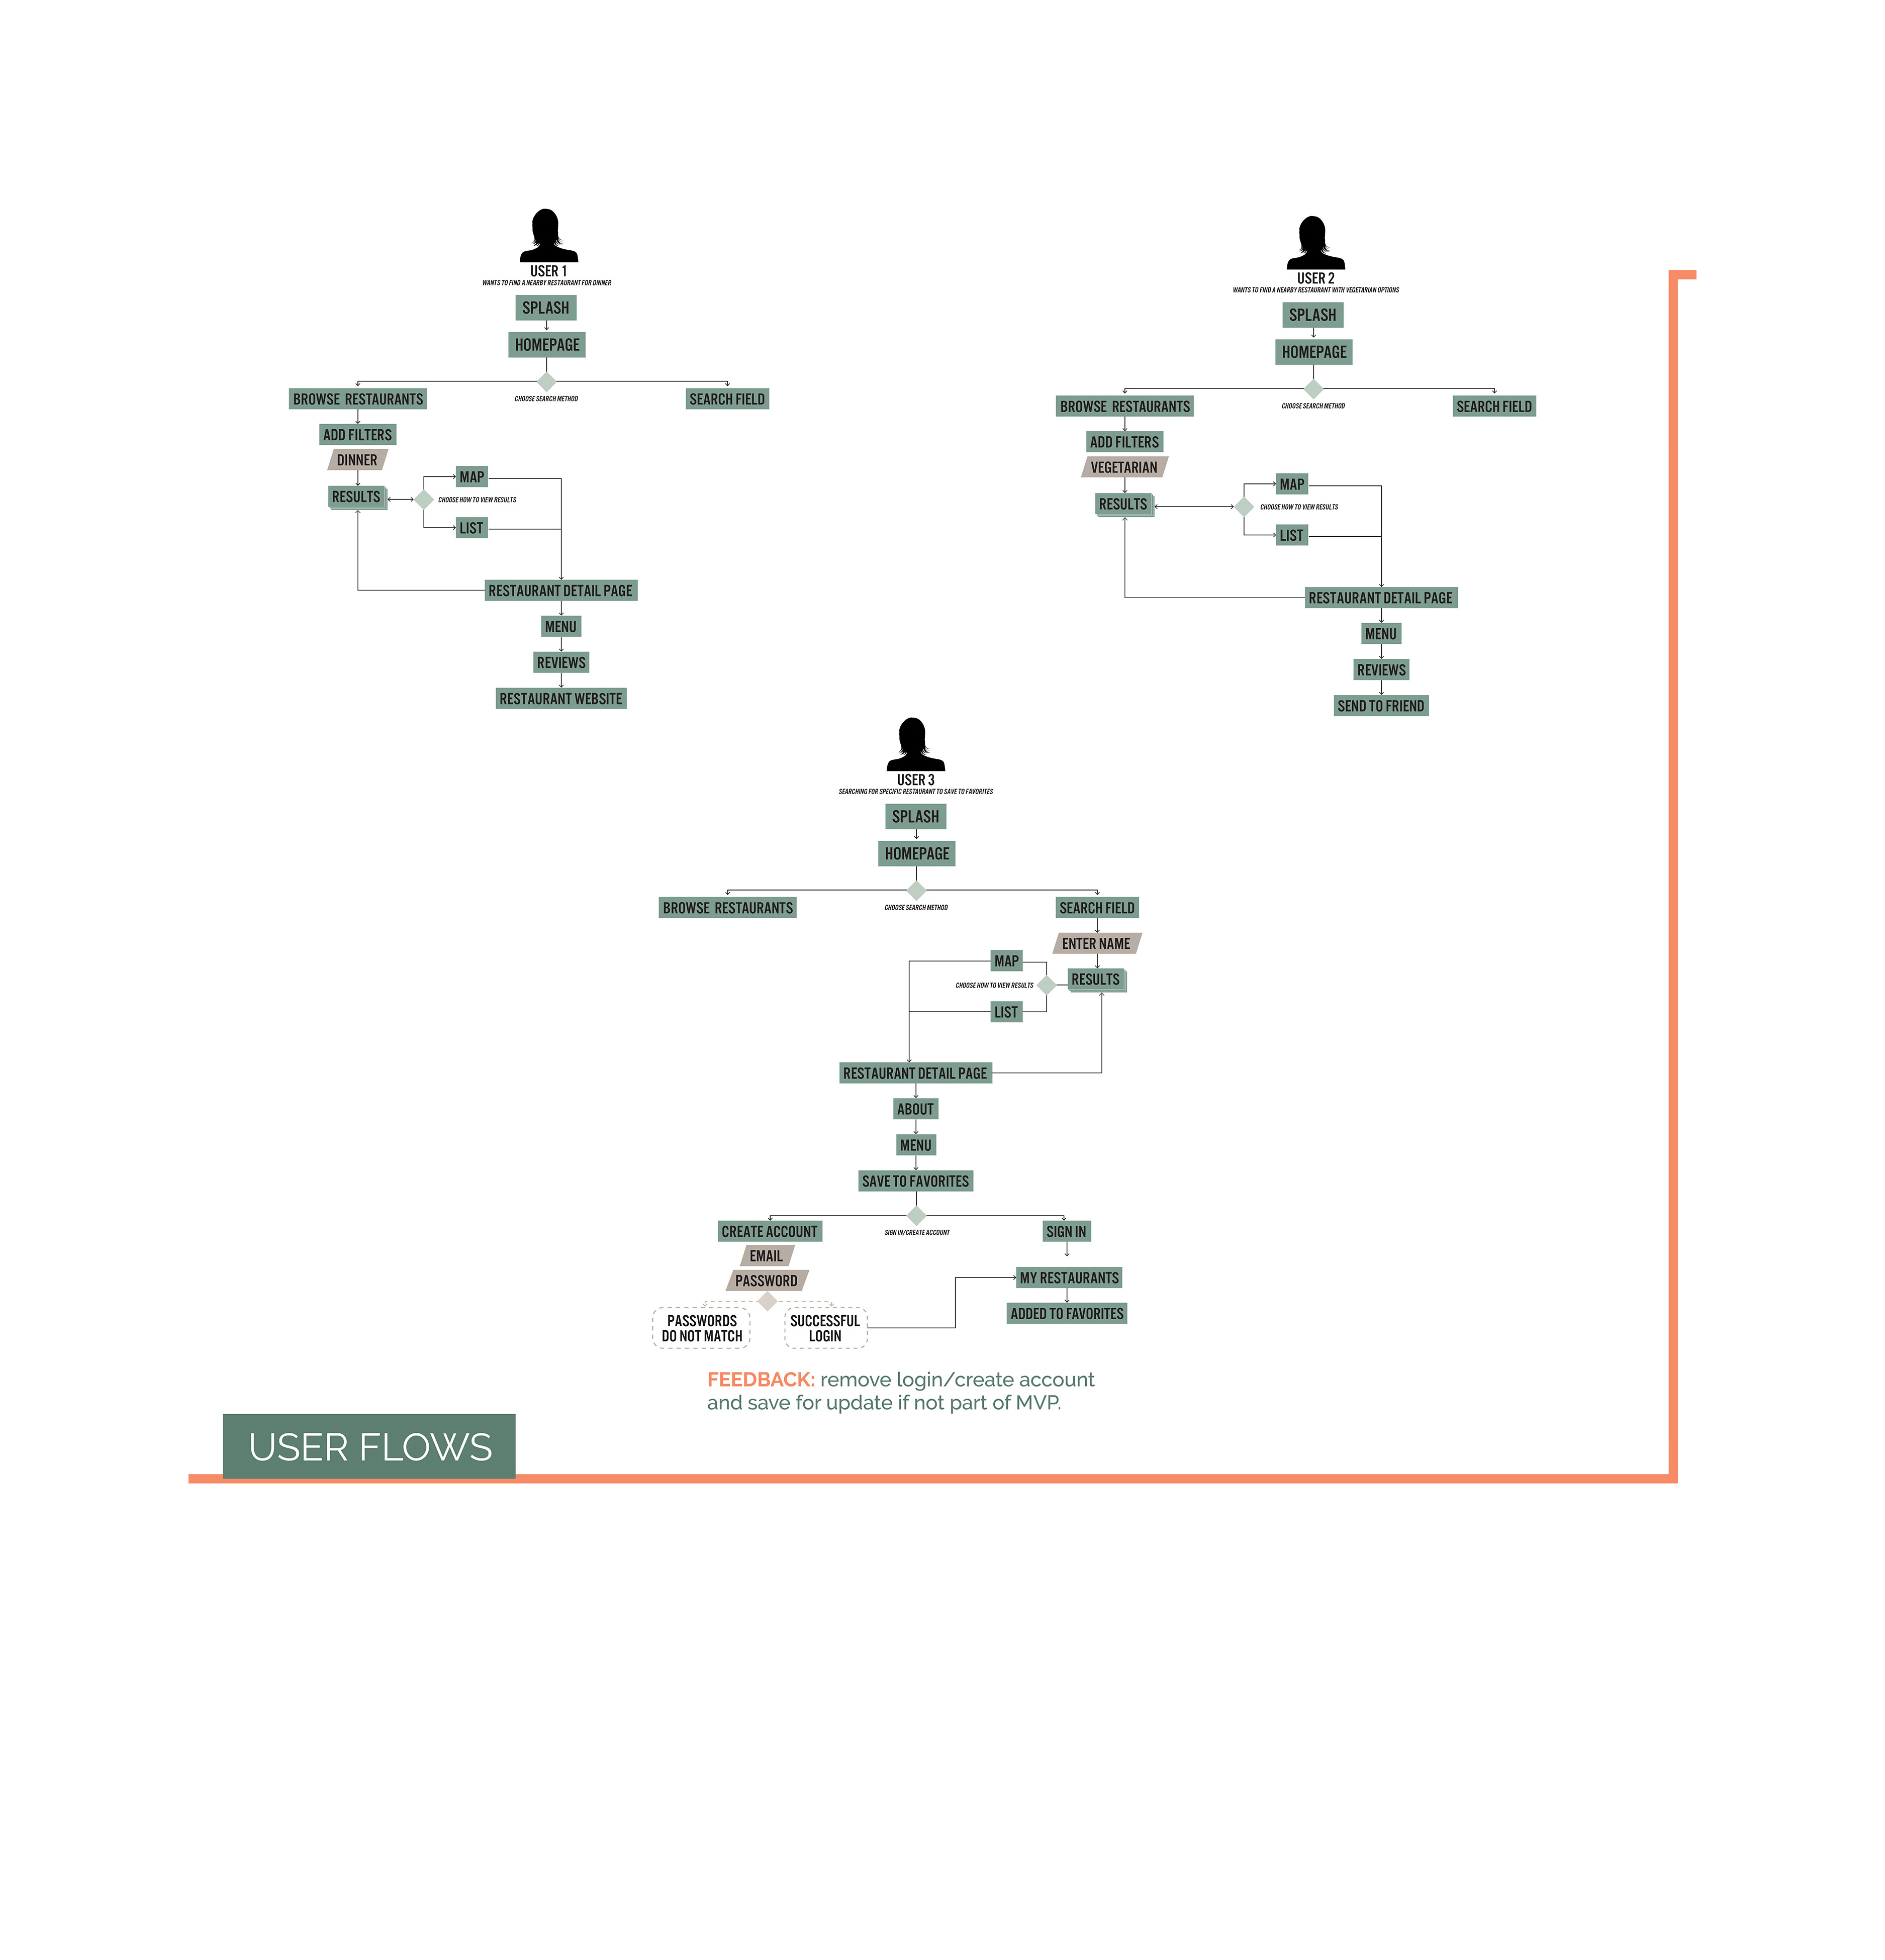 USER 1
WANTS TO FIND A NEARBY RESTAURANT FOR DINNER
SPLASH
HOMEPAGE
CHOOSE SEARCH METHOD
BROWSE RESTAURANTS
SEARCH FIELD
ADD FILTERS
DINNER
RESULTS
CHOOSE HOW TO VIEW RESULTS
MAP
LIST
RESTAURANT DETAIL PAGE
MENU
REVIEWS
RESTAURANT WEBSITE
USER 2
WANTS TO FIND A NEARBY RESTAURANT WITH VEGETARIAN OPTIONS
SPLASH
HOMEPAGE
CHOOSE SEARCH METHOD
BROWSE RESTAURANTS
SEARCH FIELD
ADD FILTERS
VEGETARIAN
RESULTS
CHOOSE HOW TO VIEW RESULTS
MAP
LIST
RESTAURANT DETAIL PAGE
MENU
REVIEWS
SEND TO FRIEND
USER 3
SEARCHING FOR SPECIFIC RESTAURANT TO SAVE TO FAVORITES
SPLASH
HOMEPAGE
BROWSE RESTAURANTS
CHOOSE SEARCH METHOD
SEARCH FIELD
ENTER NAME
RESULTS
CHOOSE HOW TO VIEW RESULTS
MAP
LIST
RESTAURANT DETAIL PAGE
ABOUT
MENU
SAVE TO FAVORITES
CREATE ACCOUNT
SIGN IN/CREATE ACCOUNT
SIGN IN
EMAIL
PASSWORD
PASSWORDS
DO NOT MATCH
SUCCESSFUL
LOGIN
MY RESTAURANTS
ADDED TO FAVORITES
FEEDBACK: remove login/create account
and save for update if not part of MVP.
USER FLOWS